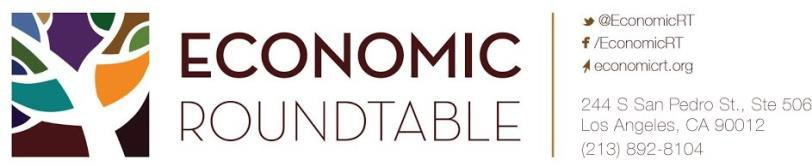 ECONOMIC
ROUNDTABLE
@EconomicRT
/EconomicRT
economicrt.org
244 S San Pedro St., Ste 506
Los Angeles, CA 90012
(213) 892-8104